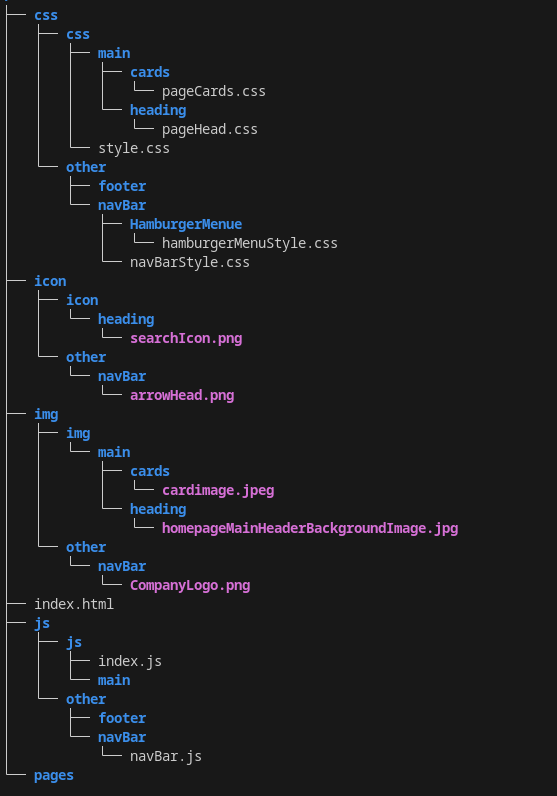 css
css
main
cards
pageCards.css
heading
pageHead.css
style.css
other
footer
navBar
HamburgerMenue
hamburgerMenuStyle.css
navBarStyle.css
icon
icon
heading
searchIcon.png
other
navBar
arrowHead.png
img
img
main
cards
cardimage.jpeg
heading
homepageMainHeaderBackgroundImage.jpg
other
navBar
CompanyLogo.png
index.html
js
js
index.js
main
other
footer
navBar
navBar.js
pages